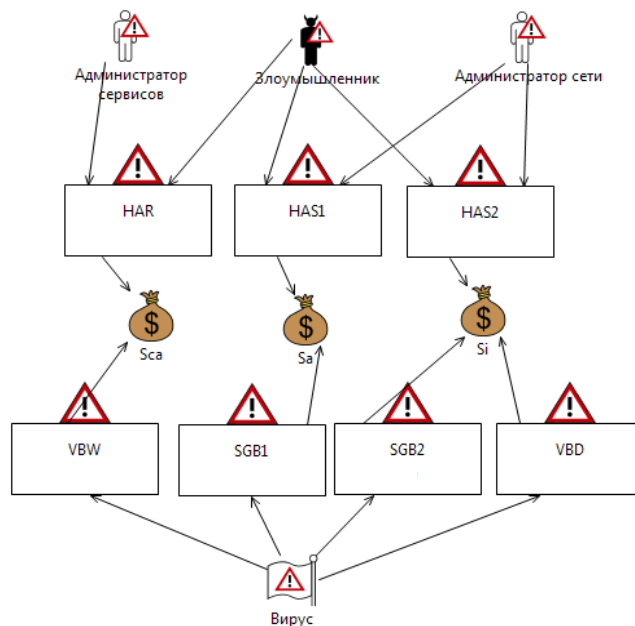 Администратор
сервисов
Злоумышленник
Администратор сети
HAR
HAS1
HAS2
$
$
$
Sca
Sa
Si
VBW
SGB1
SGB2
VBD
Вирус